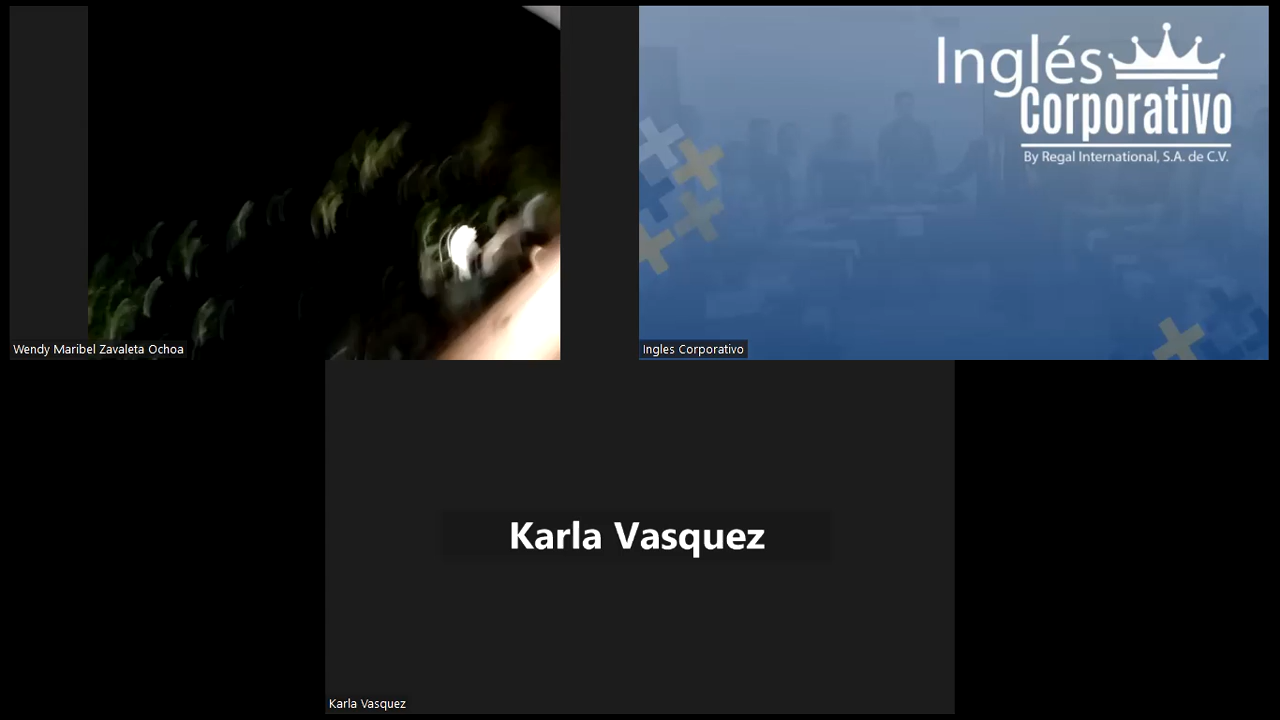 Inglés
Corporativo
By Regal International, S.A. de C.V.
Wendy Maribel Zavaleta Ochoa
Ingles Corporativo
Karla Vasquez
Karla Vasquez